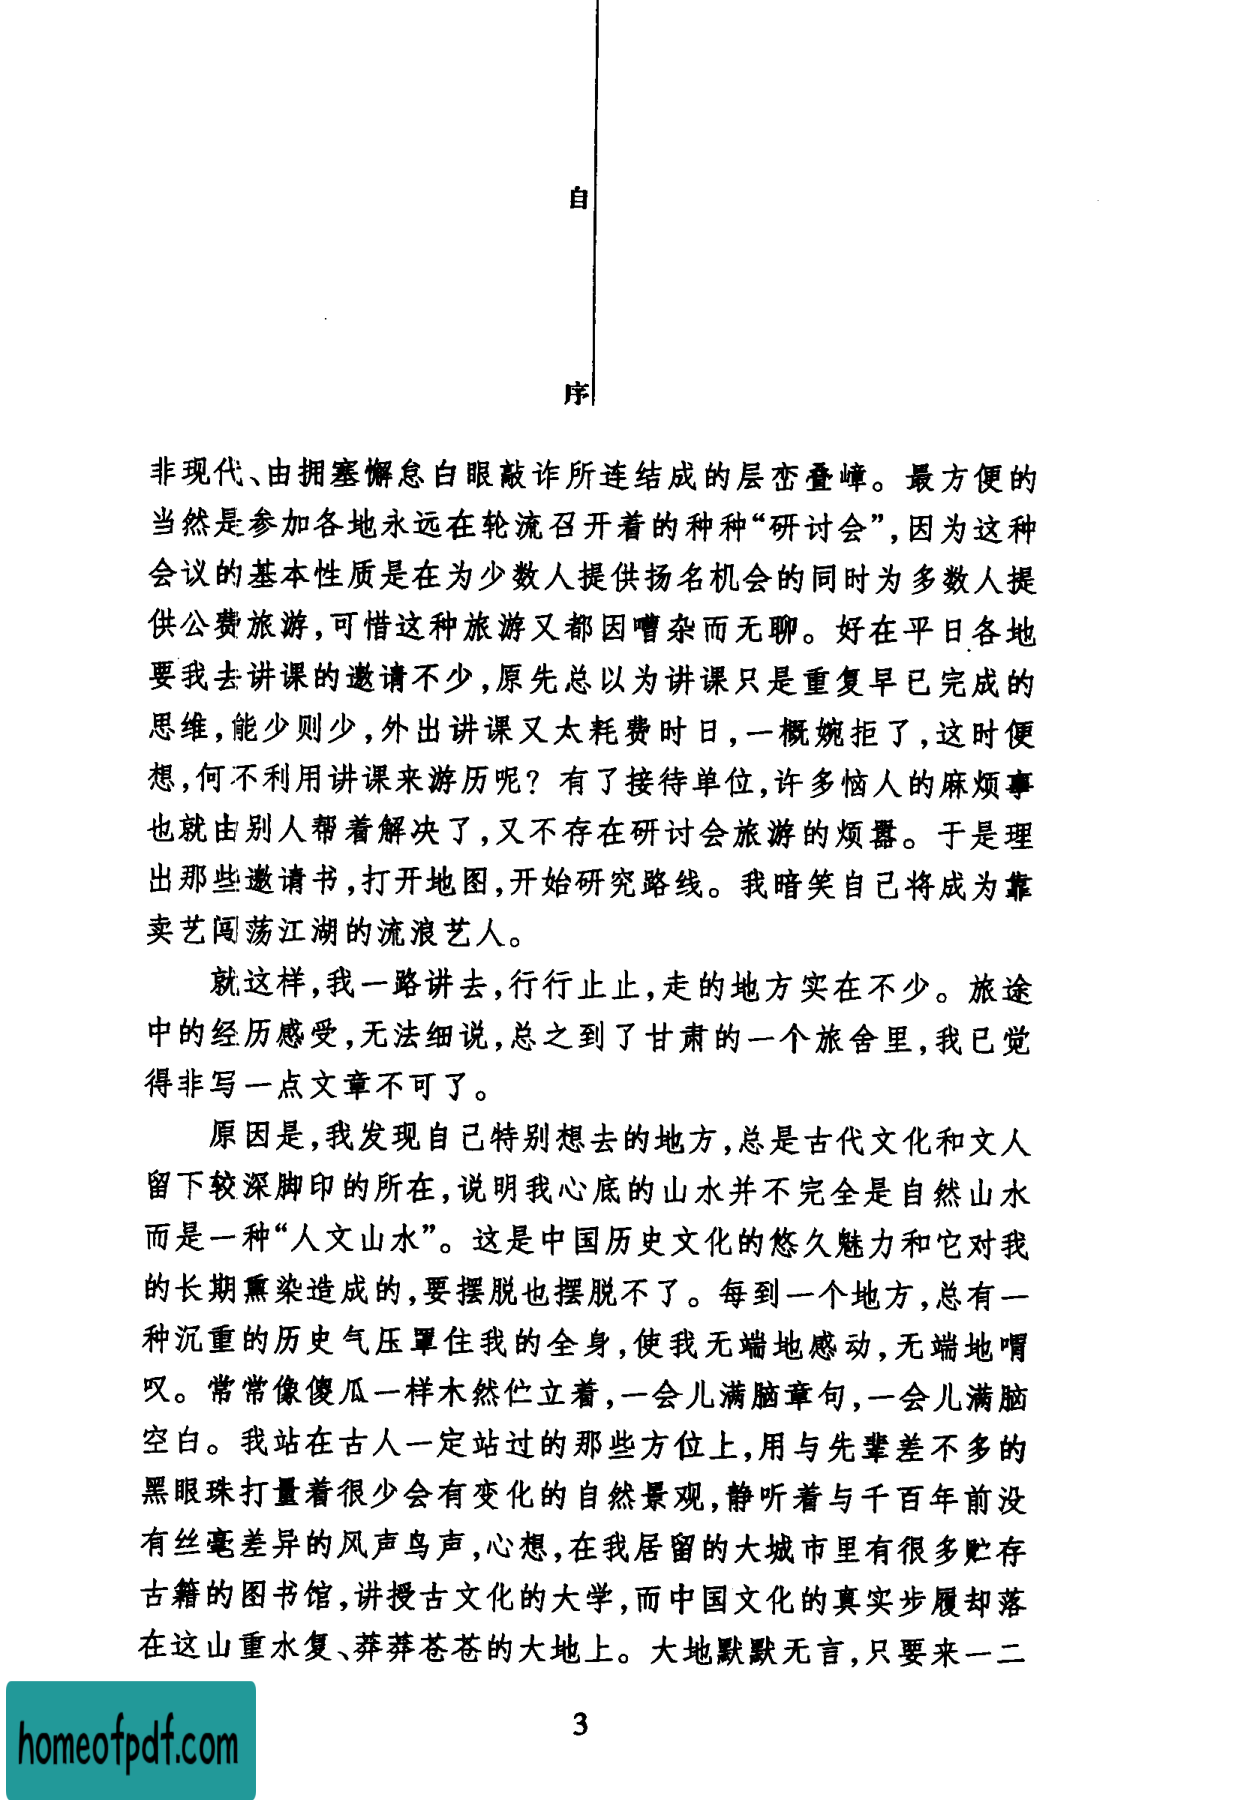 自
序
非现代、由拥塞懈怠白眼敲诈所连结成的层峦叠嶂。最方便的
当然是参加各地永远在轮流召开着的种种“研讨会”,因为这种
会议的基本性质是在为少数人提供扬名机会的同时为多数人提
供公费旅游,可惜这种旅游又都因嘈杂而无聊。好在平日各地
要我去讲课的邀请不少,原先总以为讲课只是重复早已完成的
思维,能少则少,外出讲课又太耗费时日,一概婉拒了,这时便
想,何不利用讲课来游历呢？有了接待单位,许多恼人的麻烦事
也就由别人帮着解决了,又不存在研讨会旅游的烦嚣。于是理
出那些邀请书,打开地图,开始研究路线。我暗笑自己将成为靠
卖艺闯荡江湖的流浪艺人。
就这样,我一路讲去,行行止止,走的地方实在不少。旅途
中的经历感受,无法细说,总之到了甘肃的一个旅舍里,我已觉
得非写一点文章不可了。
原因是,我发现自己特别想去的地方,总是古代文化和文人
留下较深脚印的所在,说明我心底的山水并不完全是自然山水
而是一种“人文山水”。这是中国历史文化的悠久魅力和它对我
的长期熏染造成的,要摆脱也摆脱不了。每到一个地方,总有一
种沉重的历史气压罩住我的全身,使我无端地感动,无端地喟
叹。常常像傻瓜一样木然伫立着,一会儿满脑章句,一会儿满脑
空白。我站在古人一定站过的那些方位上,用与先辈差不多的
黑眼珠打量着很少会有变化的自然景观,静听着与千百年前没
有丝毫差异的风声鸟声,心想,在我居留的大城市里有很多贮存
古籍的图书馆,讲授古文化的大学,而中国文化的真实步履却落
在这山重水复、莽莽苍苍的大地上。大地默默无言,只要来一二
3
homeofpdf.com